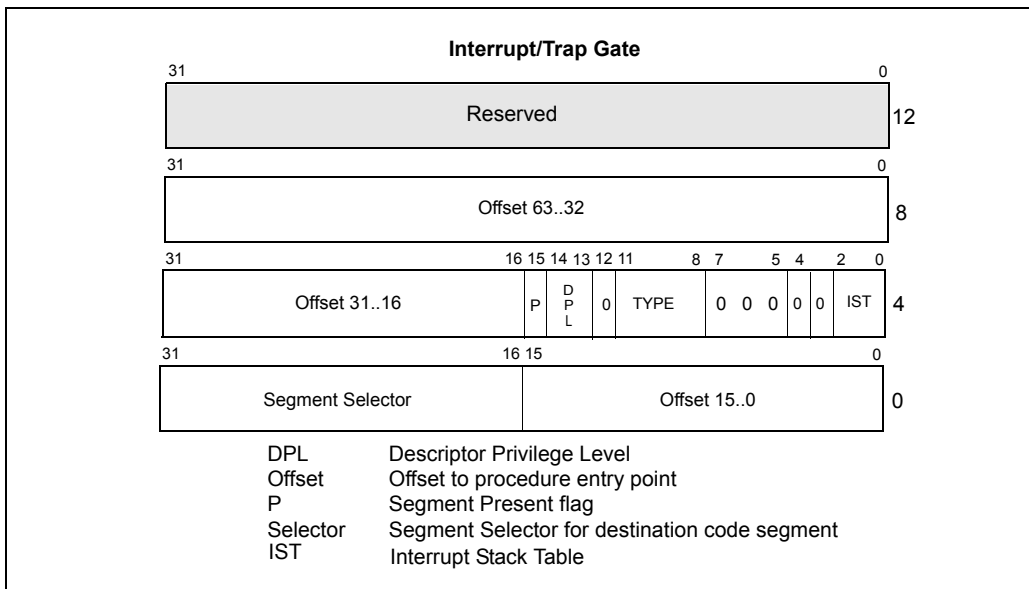 Interrupt/Trap Gate
31 0
Reserved 12
31 0
Offset 63..32 8
31 16 15 14 13 12 11 8 7 5 4 2 0
Offset 31..16 P DPL 0 TYPE 0 0 0 0 0 IST 4
31 16 15 0
Segment Selector Offset 15..0 0
DPL Descriptor Privilege Level
Offset Offset to procedure entry point
P Segment Present flag
Selector Segment Selector for destination code segment
IST Interrupt Stack Table